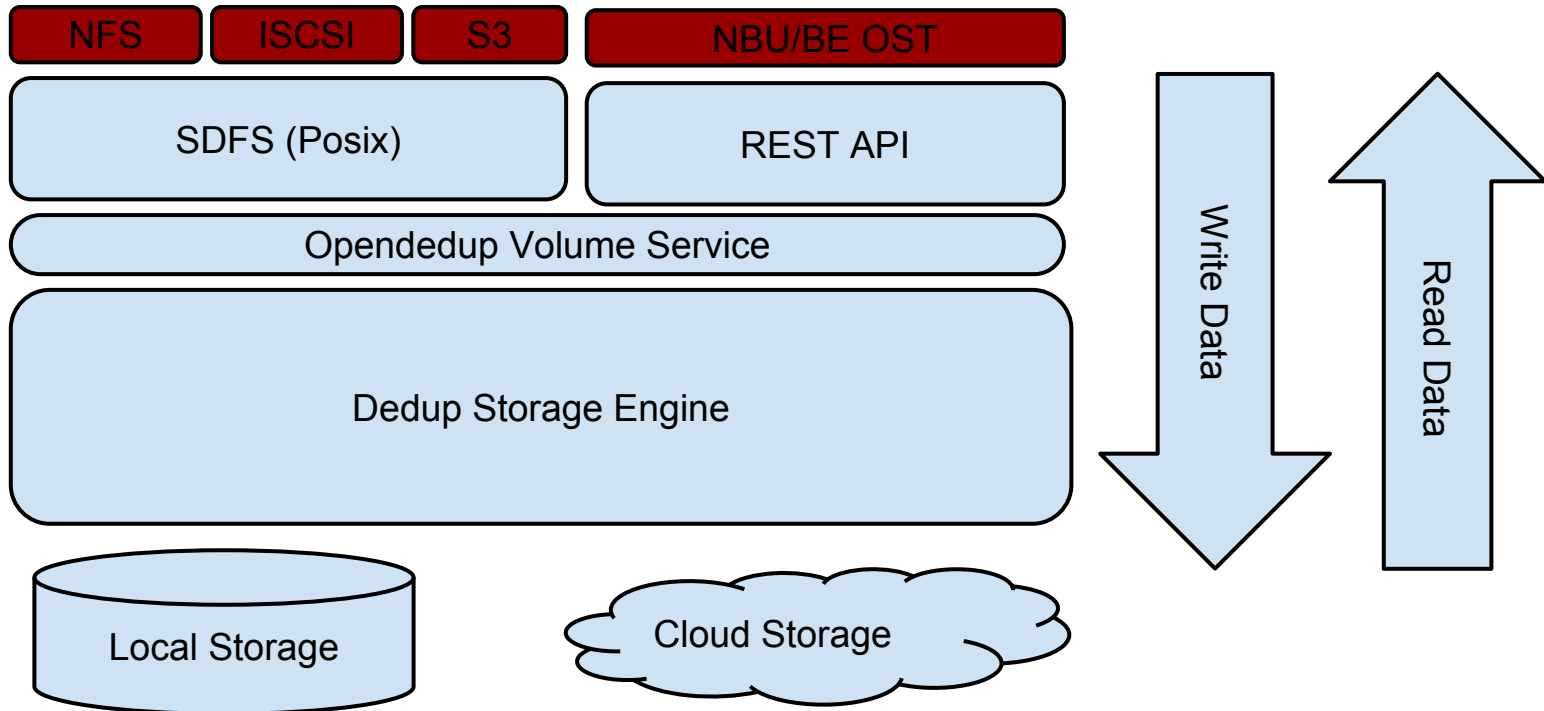 NFS
ISCSI
S3
NBU/BE OST
SDFS (Posix)
REST API
Opendedup Volume Service
Dedup Storage Engine
Local Storage
Cloud Storage
Write Data
Read Data